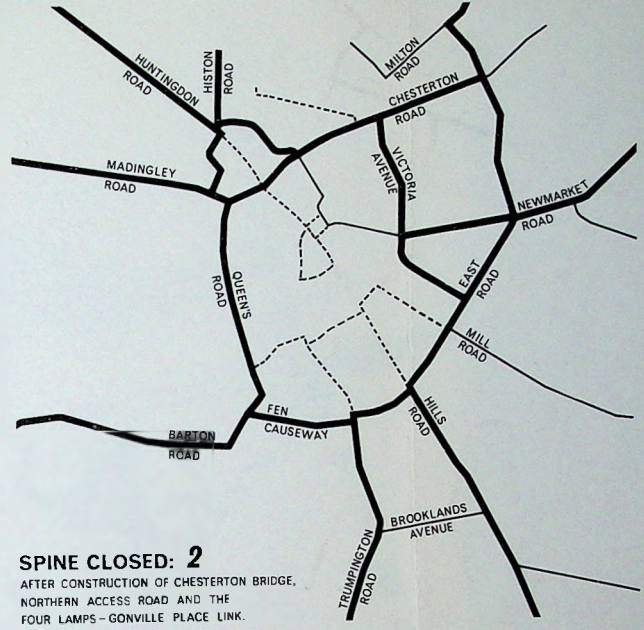 HUNTINGDON
ROAD
HISTON
ROAD
MILTON
ROAD
CHESTERTON
ROAD
MADINGLEY
ROAD
VICTORIA
AVENUE
NEWMARKET
ROAD
QUEEN'S
ROAD
EAST
ROAD
MILL
ROAD
FEN
CAUSEWAY
HILLS
ROAD
BARTON
ROAD
BROOKLANDS
AVENUE
TRUMPINGTON
ROAD
SPINE CLOSED: 2
AFTER CONSTRUCTION OF CHESTERTON BRIDGE,
NORTHERN ACCESS ROAD AND THE
FOUR LAMPS-GONVILLE PLACE LINK.